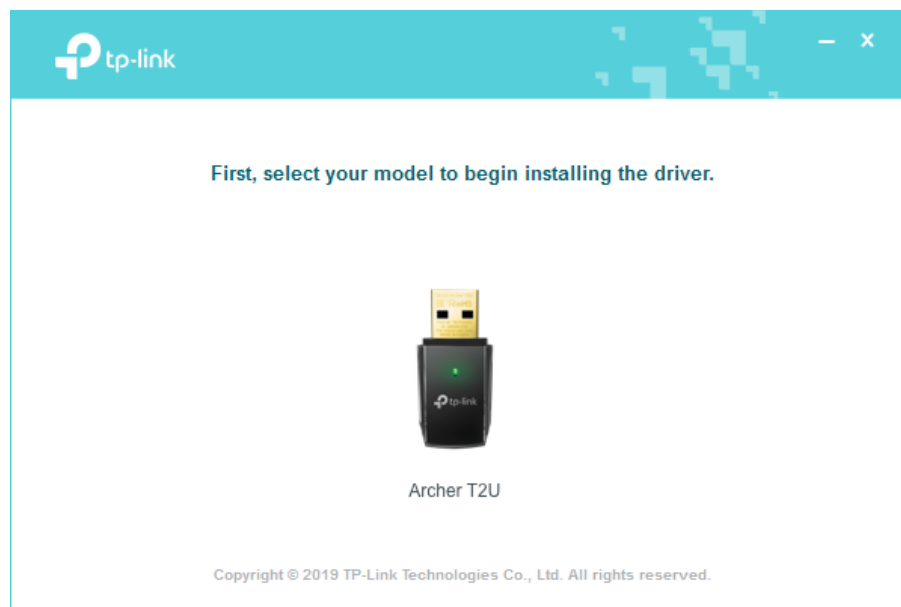 tp-link
First, select your model to begin installing the driver.
RoHS
tp-link
Archer T2U
Copyright © 2019 TP-Link Technologies Co., Ltd. All rights reserved.